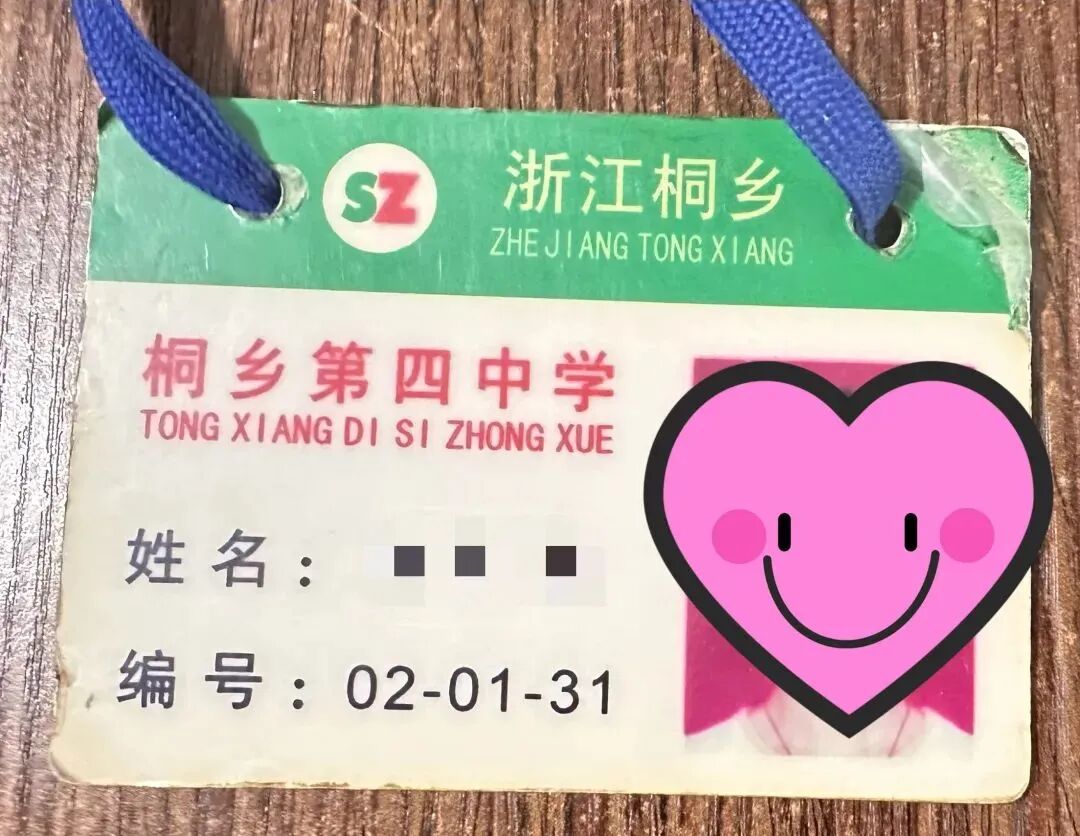 SZ
浙江桐乡
ZHE JIANG TONG XIANG
桐乡第四中学
TONG XIANG DI SI ZHONG XUE
姓名：
编号：02-01-31